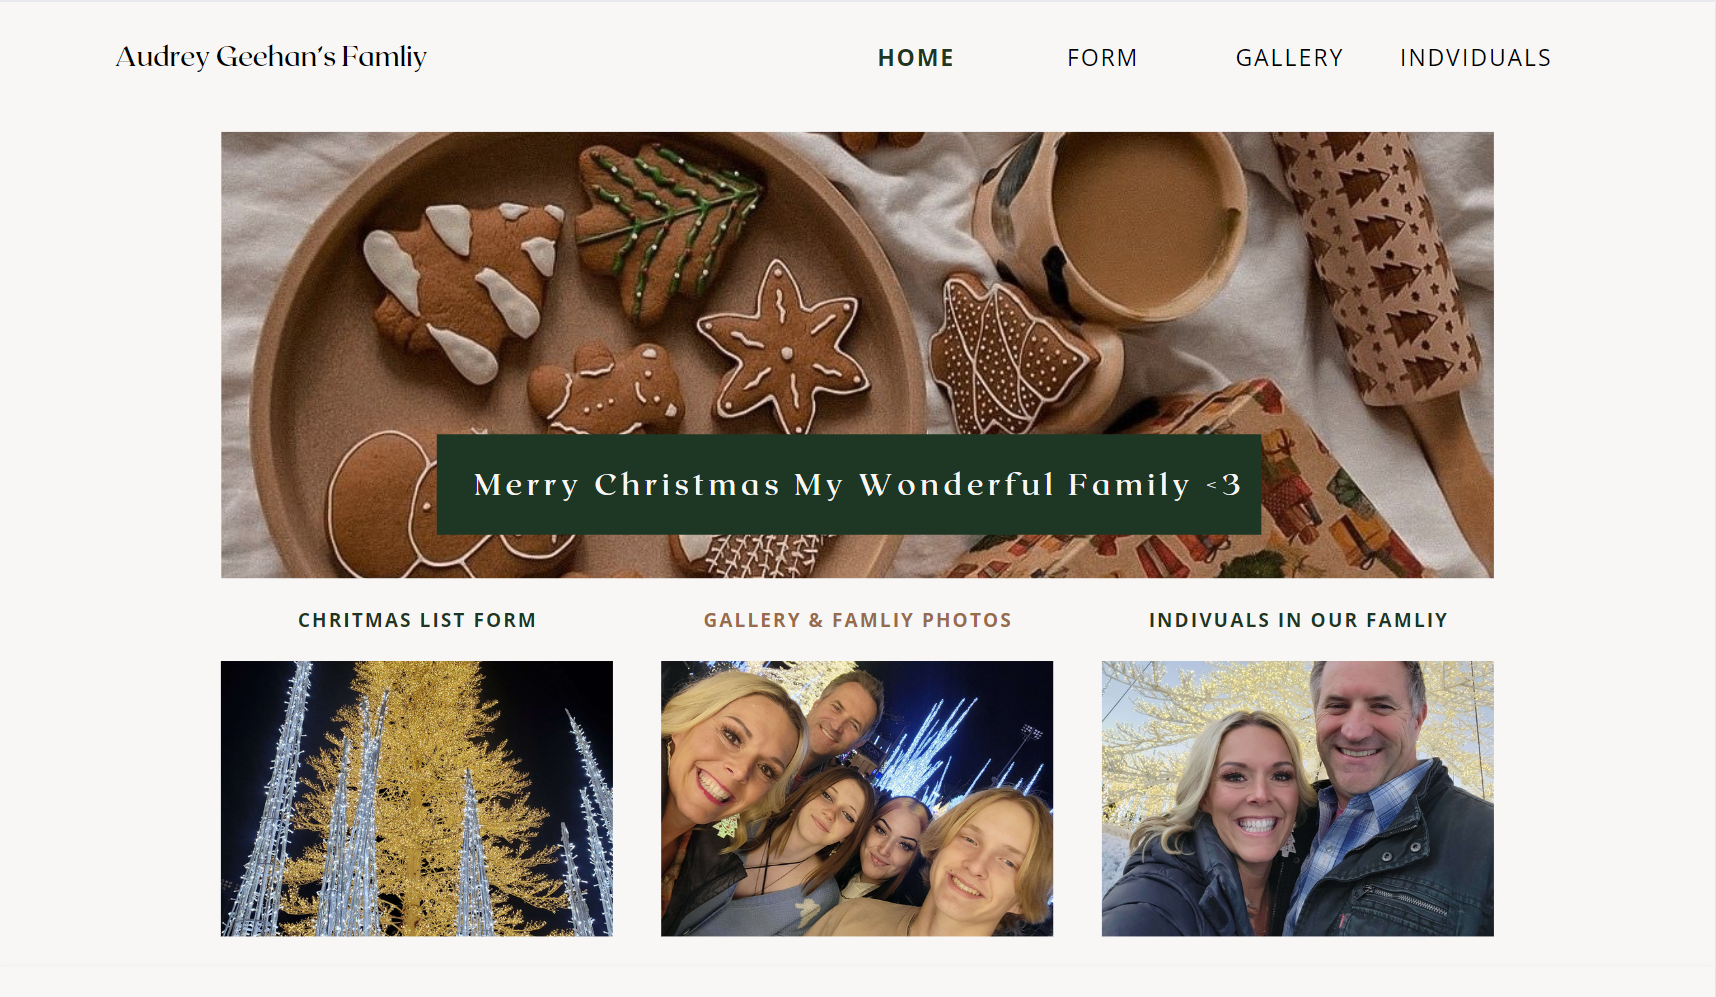 Audrey Geehan's Famliy
HOME FORM GALLERY INDVIDUALS
Merry Christmas My Wonderful Family <3
CHRITMAS LIST FORM
GALLERY & FAMLIY PHOTOS
INDIVUALS IN OUR FAMLIY